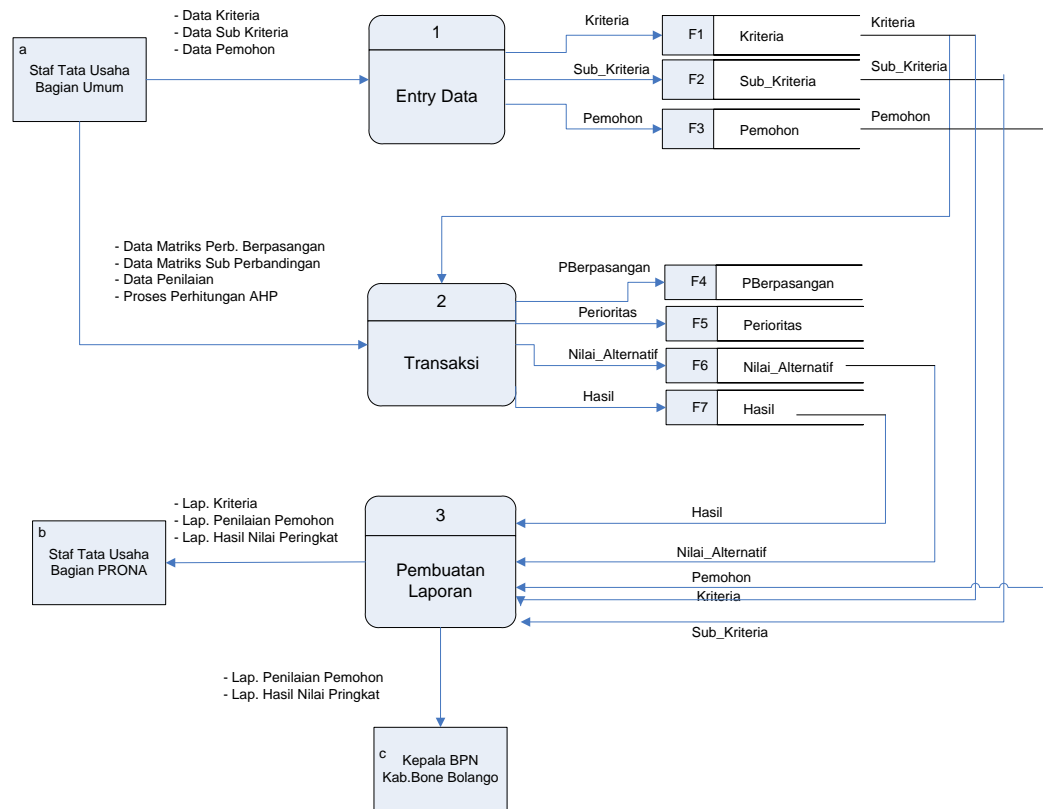 - Data Kriteria
- Data Sub Kriteria
- Data Pemohon
a
Staf Tata Usaha
Bagian Umum
1
Entry Data
Kriteria
Sub_Kriteria
Pemohon
F1
Kriteria
F2
Sub_Kriteria
F3
Pemohon
Kriteria
Sub_Kriteria
Pemohon
- Data Matriks Perb. Berpasangan
- Data Matriks Sub Perbandingan
- Data Penilaian
- Proses Perhitungan AHP
2
Transaksi
PBerpasangan
Perioritas
Nilai_Alternatif
Hasil
F4
PBerpasangan
F5
Perioritas
F6
Nilai_Alternatif
F7
Hasil
- Lap. Kriteria
- Lap. Penilaian Pemohon
- Lap. Hasil Nilai Peringkat
b
Staf Tata Usaha
Bagian PRONA
3
Pembuatan
Laporan
Hasil
Nilai_Alternatif
Pemohon
Kriteria
Sub_Kriteria
- Lap. Penilaian Pemohon
- Lap. Hasil Nilai Pringkat
c
Kepala BPN
Kab.Bone Bolango